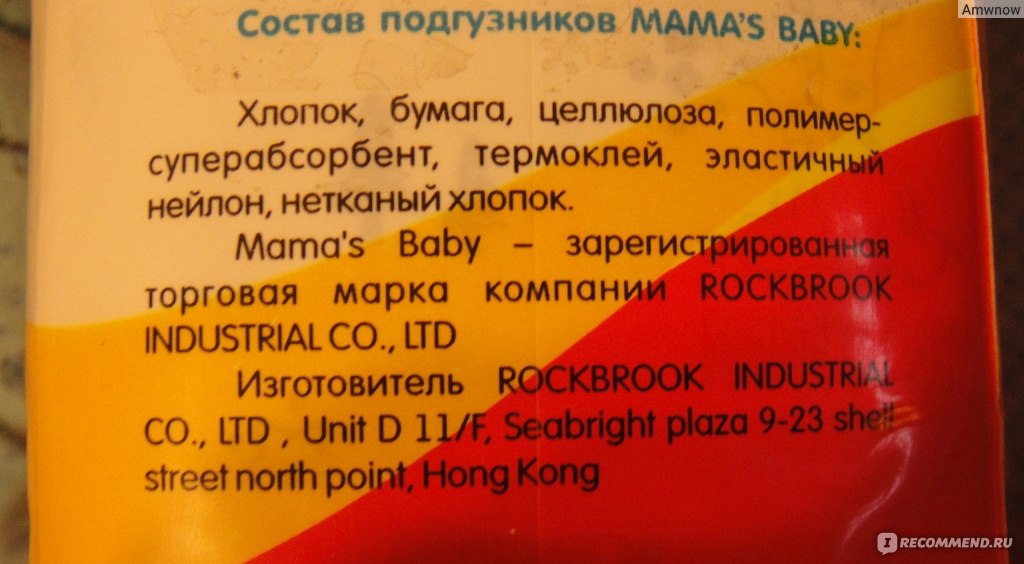 Amwnow
Состав подгузников MAMA'S BABY:
Хлопок, бумага, целлюлоза, полимер-
суперабсорбент, термоклей, эластичный
нейлон, нетканый хлопок.
Mama's Baby – зарегистрированная
торговая марка компании ROCKBROOK
INDUSTRIAL CO., LTD
Изготовитель ROCKBROOK INDUSTRIAL
CO., LTD , Unit D 11/F, Seabright plaza 9-23 shell
street north point, Hong Kong
I RECOMMEND.RU